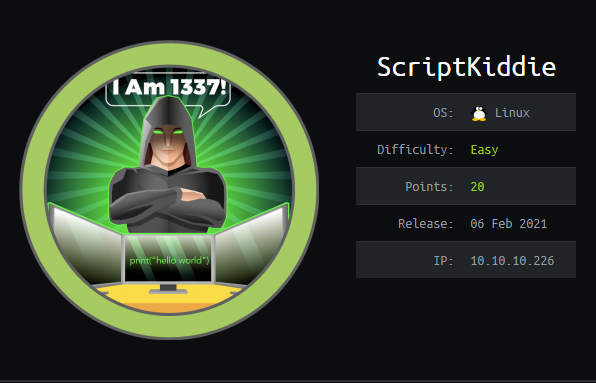 I Am 1337!
print("hello world")
ScriptKiddie
OS: Linux
Difficulty: Easy
Points: 20
Release: 06 Feb 2021
IP: 10.10.10.226